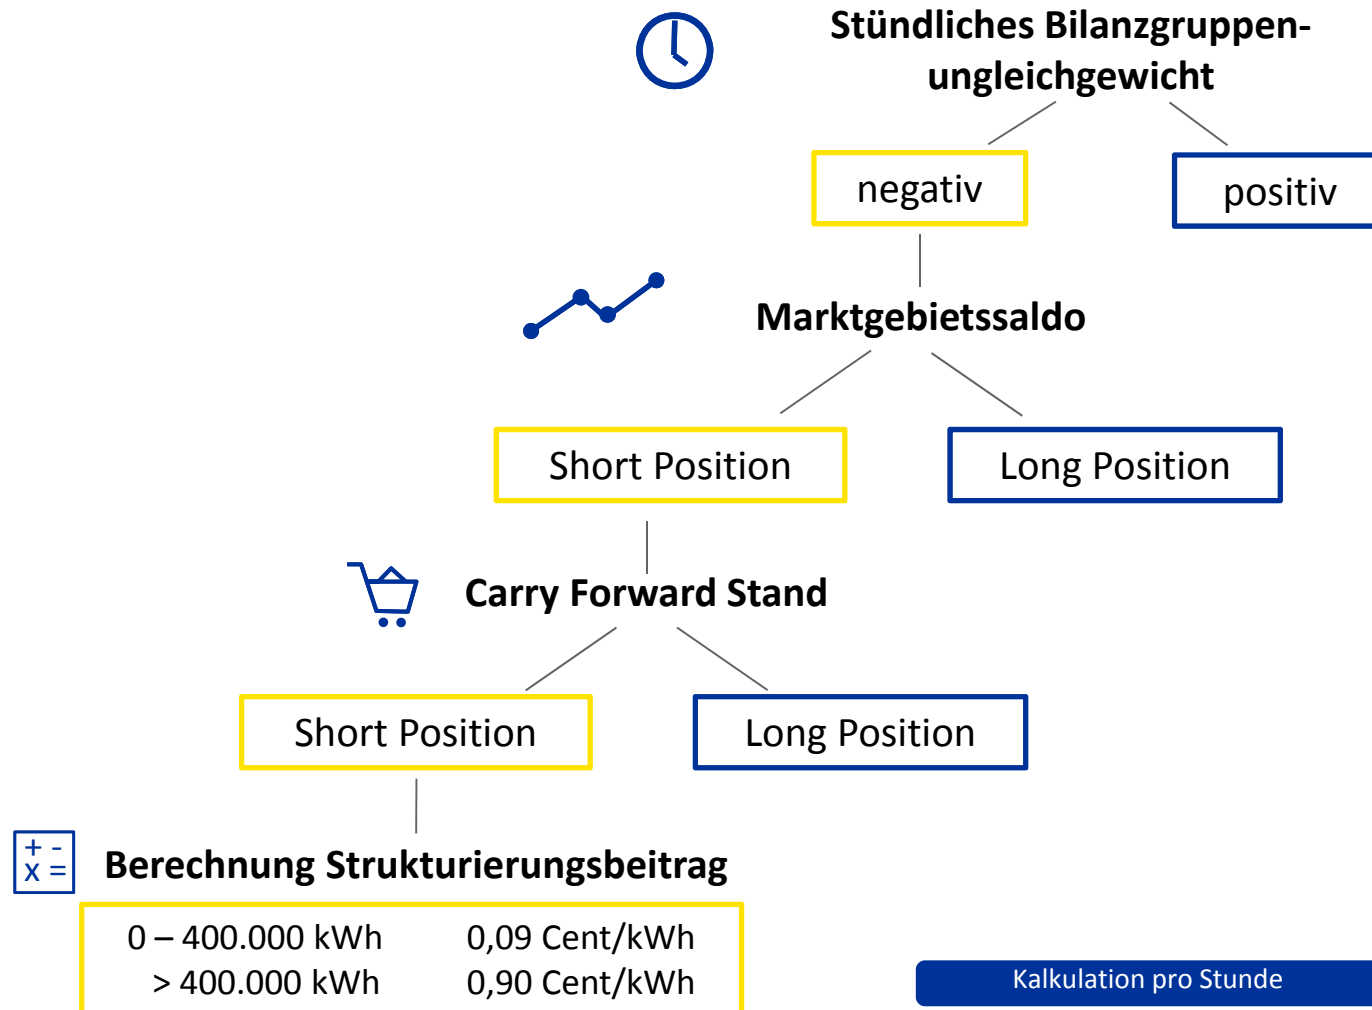 Stündliches Bilanzgruppen-
ungleichgewicht
negativ
positiv
Marktgebietssaldo
Short Position
Long Position
Carry Forward Stand
Short Position
Long Position
+ -
x =
Berechnung Strukturierungsbeitrag
0 – 400.000 kWh 0,09 Cent/kWh
> 400.000 kWh 0,90 Cent/kWh
Kalkulation pro Stunde